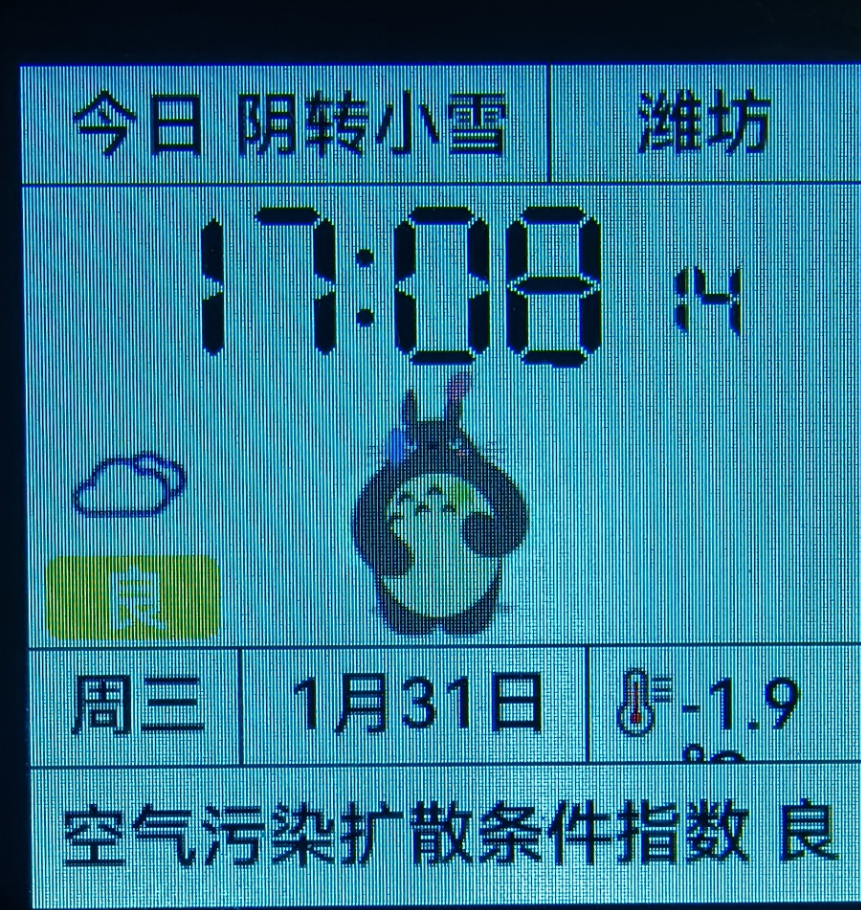 今日 阴转小雪 潍坊
17:08 14
良
周三 1月31日 -1.9
空气污染扩散条件指数 良